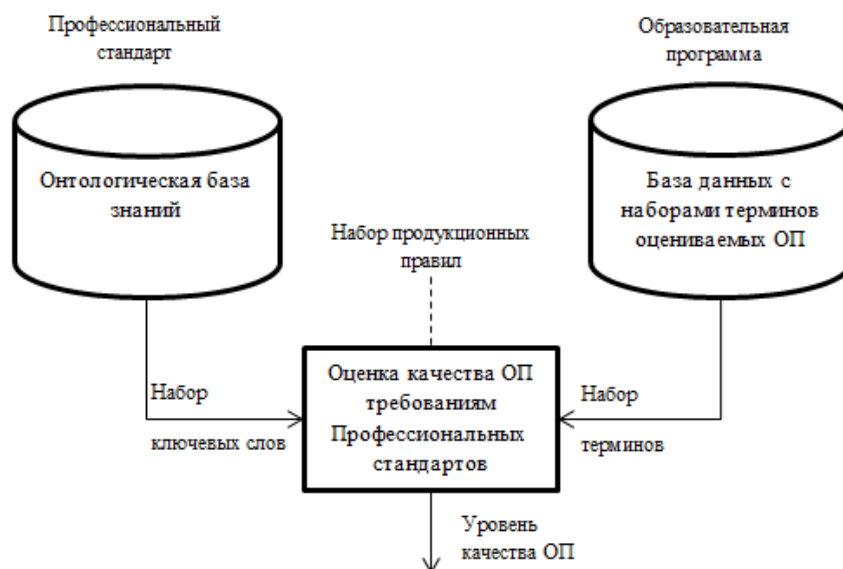 Профессиональный
стандарт
Образовательная
программа
Онтологическая база
знаний
База данных с
наборами терминов
оцениваемых ОП
Набор продукционных
правил
Оценка качества ОП
требованиям
Профессиональных
стандартов
Набор
ключевых слов
Набор
терминов
Уровень
качества ОП